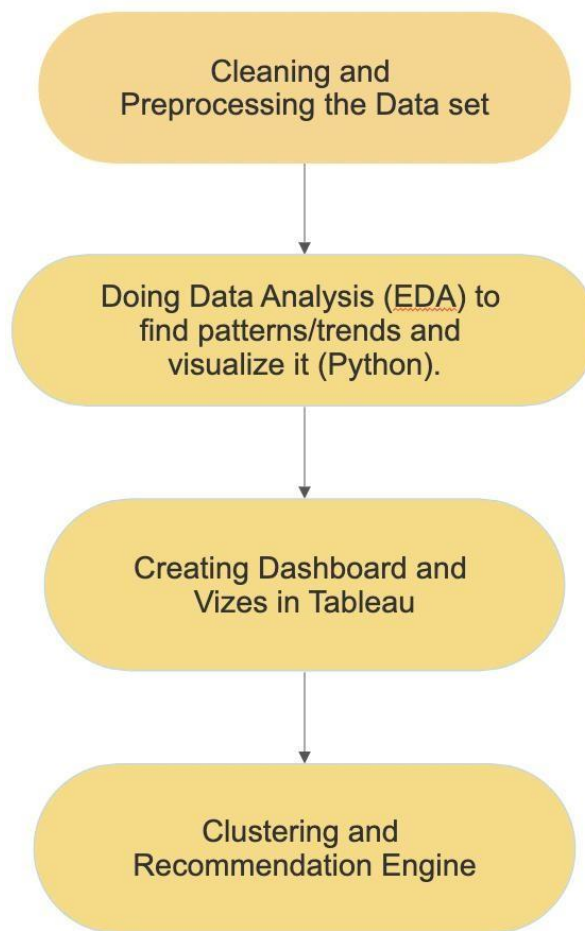 Cleaning and
Preprocessing the Data set
Doing Data Analysis (EDA) to
find patterns/trends and
visualize it (Python).
Creating Dashboard and
Vizes in Tableau
Clustering and
Recommendation Engine